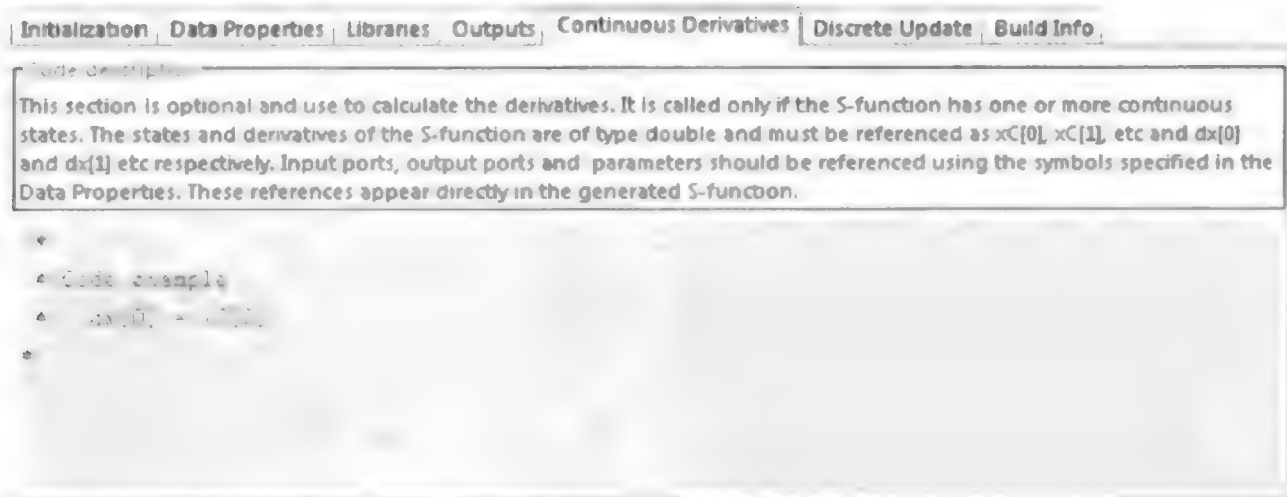 Initialization Data Properties Libraries Outputs Continuous Derivatives Discrete Update Build Info
Code description
This section is optional and use to calculate the derivatives. It is called only if the S-function has one or more continuous
states. The states and derivatives of the S-function are of type double and must be referenced as xC[0], xC[1], etc and dx[0]
and dx[1] etc respectively. Input ports, output ports and parameters should be referenced using the symbols specified in the
Data Properties. These references appear directly in the generated S-function.
*
* Code example
*
*